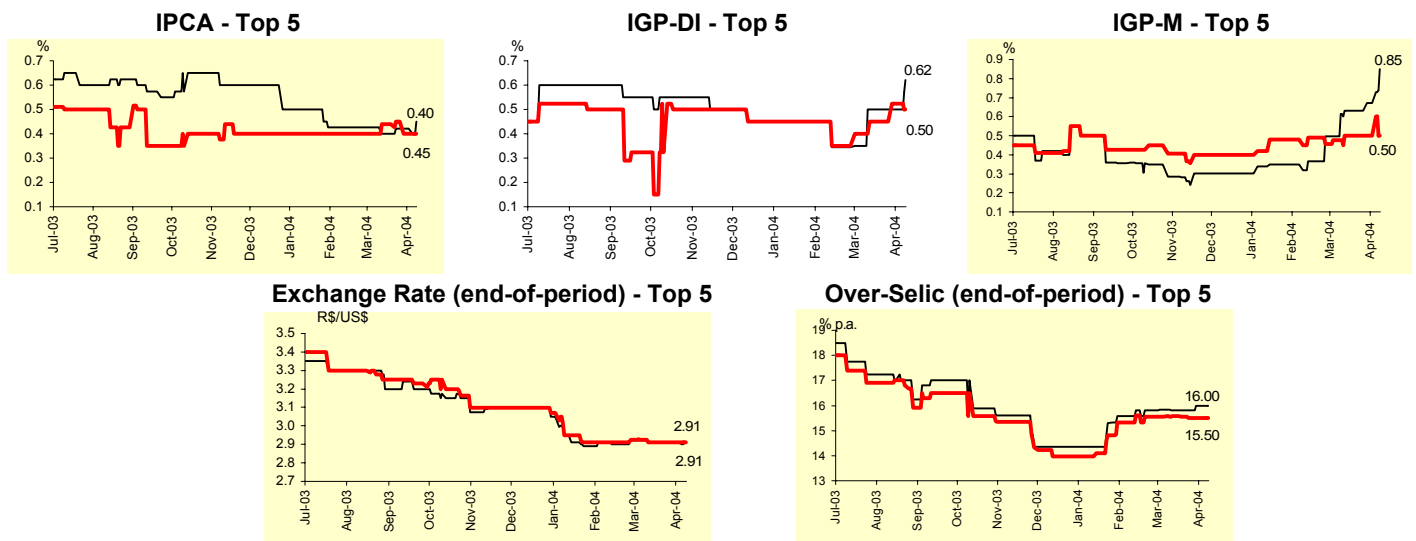 IPCA - Top 5
%
0.7
0.6
0.5
0.4
0.3
0.2
0.1
0.40
0.45
Jul-03
Aug-03
Sep-03
Oct-03
Nov-03
Dec-03
Jan-04
Feb-04
Mar-04
Apr-04
IGP-DI - Top 5
%
0.7
0.6
0.5
0.4
0.3
0.2
0.1
0.62
0.50
Jul-03
Aug-03
Sep-03
Oct-03
Nov-03
Dec-03
Jan-04
Feb-04
Mar-04
Apr-04
IGP-M - Top 5
%
0.9
0.8
0.7
0.6
0.5
0.4
0.3
0.2
0.1
0.85
0.50
Jul-03
Aug-03
Sep-03
Oct-03
Nov-03
Dec-03
Jan-04
Feb-04
Mar-04
Apr-04
Exchange Rate (end-of-period) - Top 5
R$/US$
3.5
3.4
3.3
3.2
3.1
3.0
2.9
2.8
2.7
2.91
2.91
Jul-03
Aug-03
Sep-03
Oct-03
Nov-03
Dec-03
Jan-04
Feb-04
Mar-04
Apr-04
Over-Selic (end-of-period) - Top 5
% p.a.
19
18
17
16
15
14
13
16.00
15.50
Jul-03
Aug-03
Sep-03
Oct-03
Nov-03
Dec-03
Jan-04
Feb-04
Mar-04
Apr-04